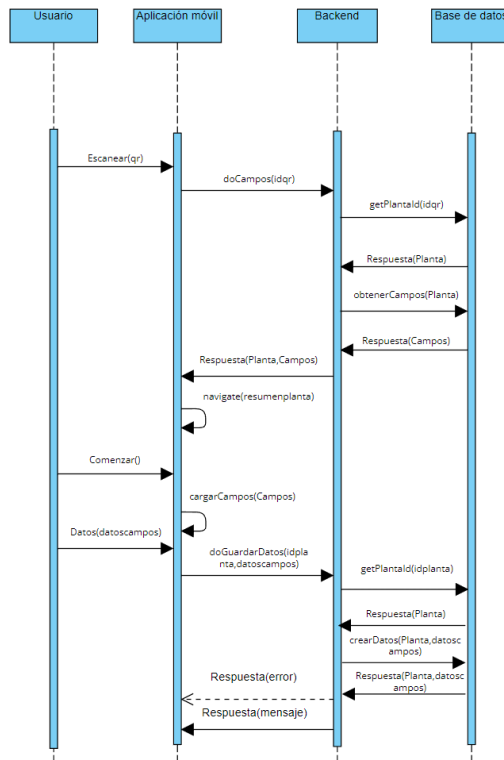 Usuario
Aplicación móvil
Backend
Base de datos
Escanear(qr)
doCampos(idqr)
getPlantaId(idqr)
Respuesta(Planta)
obtenerCampos(Planta)
Respuesta(Campos)
Respuesta(Planta,Campos)
navigate(resumenplanta)
Comenzar()
cargarCampos(Campos)
Datos(datoscampos)
doGuardarDatos(idpla
nta,datoscampos)
getPlantaId(idplanta)
Respuesta(Planta)
crearDatos(Planta,datosc
ampos)
Respuesta(Planta,datosc
ampos)
Respuesta(error)
Respuesta(mensaje)